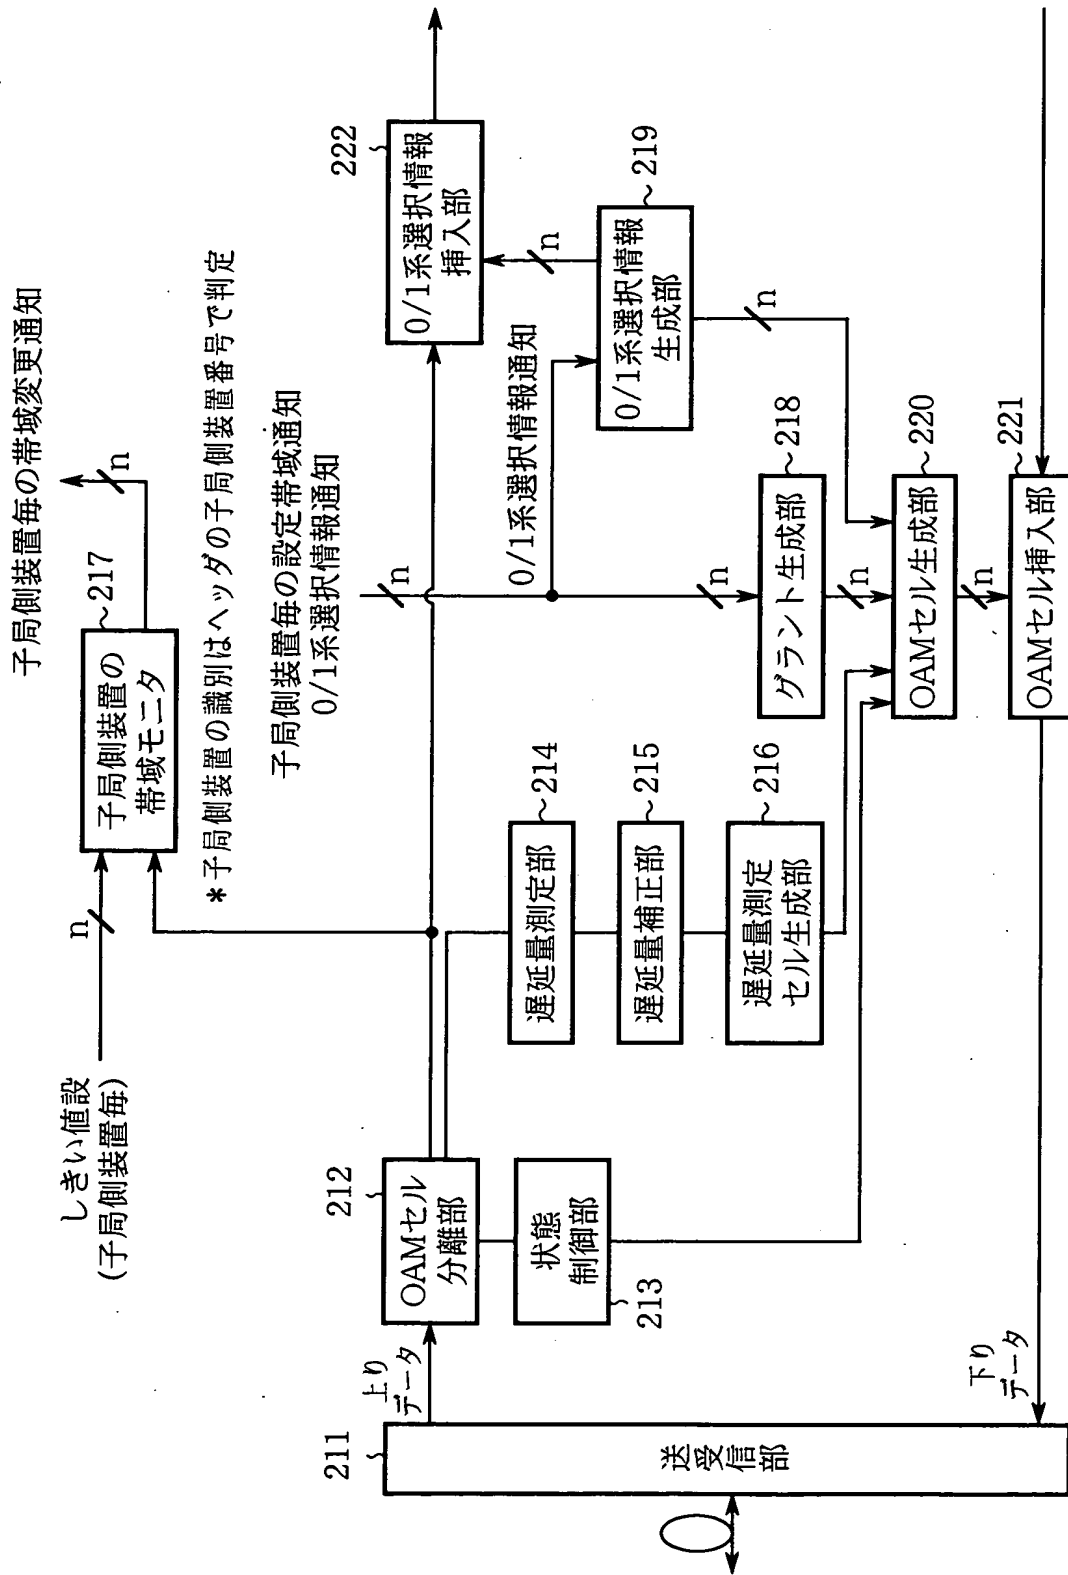 子局側装置毎の帯域変更通知
n
217
子局側装置の
帯域モニタ
n
しきい値設
(子局側装置毎)
*子局側装置の識別はヘッダの子局側装置番号で判定
子局側装置毎の設定帯域通知
0/1系選択情報通知
n
222
0/1系選択情報
挿入部
n
0/1系選択情報通知
219
0/1系選択情報
生成部
n
212
OAMセル
分離部
状態
制御部
213
214
遅延量測定部
215
遅延量補正部
216
遅延量測定
セル生成部
n
218
グラント生成部
n
220
OAMセル生成部
n
221
OAMセル挿入部
211
上り
データ
下り
データ
送受信部